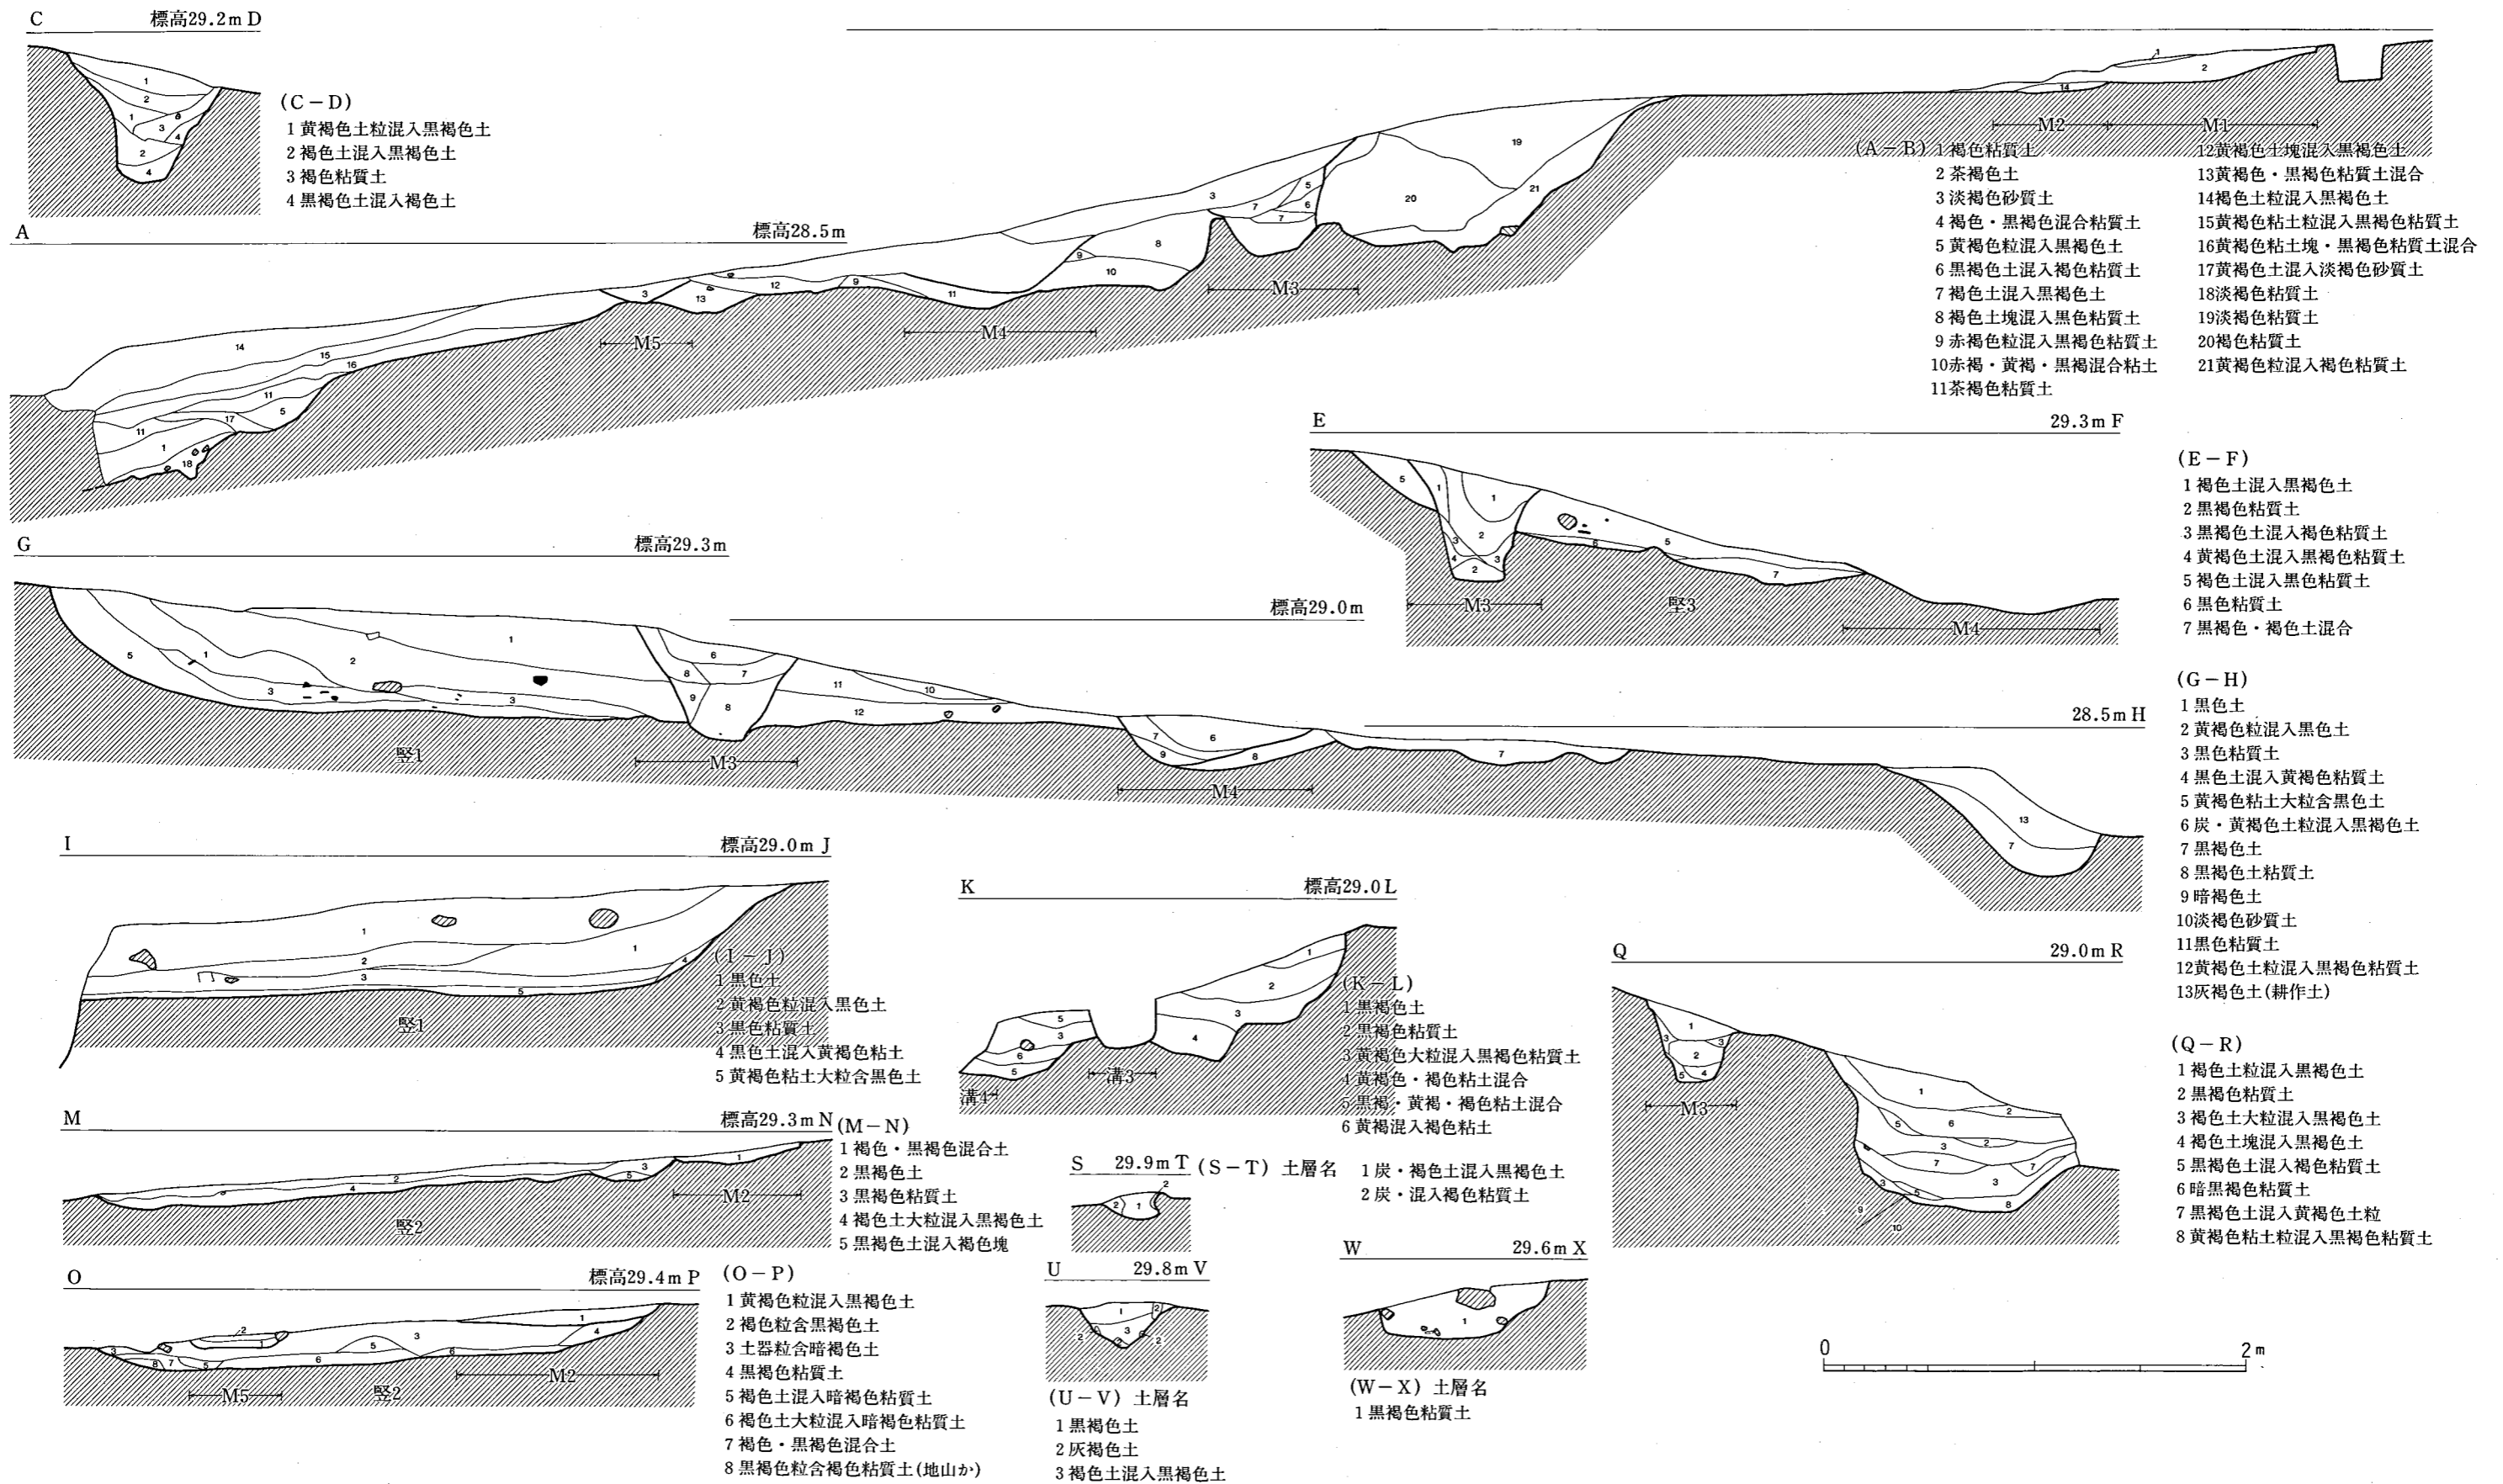 C 標高29.2m D
(C－D)
1 黄褐色土粒混入黒褐色土
2 褐色土混入黒褐色土
3 褐色粘質土
4 黒褐色土混入褐色土
A 標高28.5m
M5 M4 M3 M2 M1
(A－B)
1 褐色粘質土
2 茶褐色土
3 淡褐色砂質土
4 褐色・黒褐色混合粘質土
5 黄褐色粒混入黒褐色土
6 黒褐色土混入褐色粘質土
7 褐色土混入黒褐色土
8 褐色土塊混入黒色粘質土
9 赤褐色粒混入黒褐色粘質土
10赤褐・黄褐・黒褐混合粘土
11茶褐色粘質土
12黄褐色土塊混入黒褐色土
13黄褐色・黒褐色粘質土混合
14褐色土粒混入黒褐色土
15黄褐色粘土粒混入黒褐色粘質土
16黄褐色粘土塊・黒褐色粘質土混合
17黄褐色土混入淡褐色砂質土
18淡褐色粘質土
19淡褐色粘質土
20褐色粘質土
21黄褐色粒混入褐色粘質土
E 29.3m F
M3 竪3 M4
(E－F)
1 褐色土混入黒褐色土
2 黒褐色粘質土
3 黒褐色土混入褐色粘質土
4 黄褐色土混入黒褐色粘質土
5 褐色土混入黒色粘質土
6 黒色粘質土
7 黒褐色・褐色土混合
G 標高29.3m
標高29.0m
28.5m H
竪1 M3 M4
(G－H)
1 黒色土
2 黄褐色粒混入黒色土
3 黒色粘質土
4 黒色土混入黄褐色粘質土
5 黄褐色粘土大粒含黒色土
6 炭・黄褐色土粒混入黒褐色土
7 黒褐色土
8 黒褐色土粘質土
9 暗褐色土
10淡褐色砂質土
11黒色粘質土
12黄褐色土粒混入黒褐色粘質土
13灰褐色土(耕作土)
I 標高29.0m J
竪1
(I－J)
1 黒色土
2 黄褐色粒混入黒色土
3 黒色粘質土
4 黒色土混入黄褐色粘土
5 黄褐色粘土大粒含黒色土
K 標高29.0 L
溝4 溝3
(K－L)
1 黒褐色土
2 黒褐色粘質土
3 黄褐色大粒混入黒褐色粘質土
4 黄褐色・褐色粘土混合
5 黒褐・黄褐・褐色粘土混合
6 黄褐混入褐色粘土
Q 29.0m R
M3
(Q－R)
1 褐色土粒混入黒褐色土
2 黒褐色粘質土
3 褐色土大粒混入黒褐色土
4 褐色土塊混入黒褐色土
5 黒褐色土混入褐色粘質土
6 暗黒褐色粘質土
7 黒褐色土混入黄褐色土粒
8 黄褐色粘土粒混入黒褐色粘質土
M 標高29.3m N
竪2 M2
(M－N)
1 褐色・黒褐色混合土
2 黒褐色土
3 黒褐色粘質土
4 褐色土大粒混入黒褐色土
5 黒褐色土混入褐色塊
S 29.9m T
(S－T) 土層名
1 炭・褐色土混入黒褐色土
2 炭・混入褐色粘質土
O 標高29.4m P
M5 竪2 M2
(O－P)
1 黄褐色粒混入黒褐色土
2 褐色粒含黒褐色土
3 土器粒含暗褐色土
4 黒褐色粘質土
5 褐色土混入暗褐色粘質土
6 褐色土大粒混入暗褐色粘質土
7 褐色・黒褐色混合土
8 黒褐色粒含褐色粘質土(地山か)
U 29.8m V
(U－V) 土層名
1 黒褐色土
2 灰褐色土
3 褐色土混入黒褐色土
W 29.6m X
(W－X) 土層名
1 黒褐色粘質土
0 2m